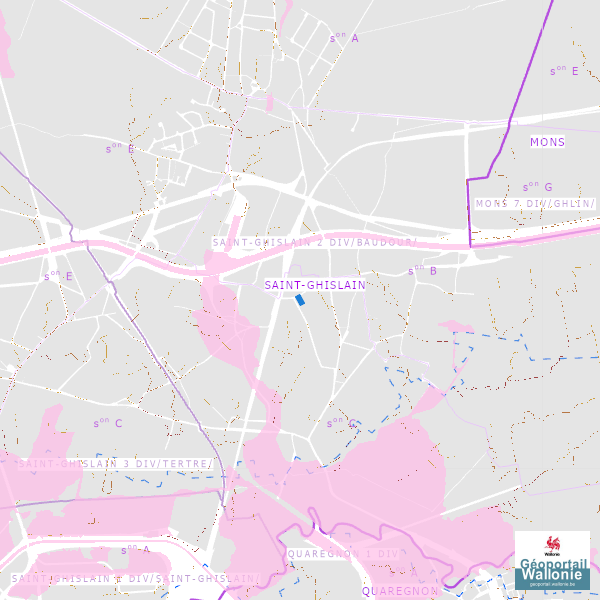 sᵒⁿ A
sᵒⁿ E
MONS
sᵒⁿ E
sᵒⁿ G
MONS 7 DIV/GHLIN/
SAINT-GHISLAIN 2 DIV/BAUDOUR/
sᵒⁿ E
sᵒⁿ B
SAINT-GHISLAIN
sᵒⁿ C
sᵒⁿ C
SAINT-GHISLAIN 3 DIV/TERTRE/
sᵒⁿ A
QUAREGNON 1 DIV
SAINT-GHISLAIN 1 DIV/SAINT-GHISLAIN/
QUAREGNON
Wallonie
Géoportail
Wallonie
geoportail.wallonie.be